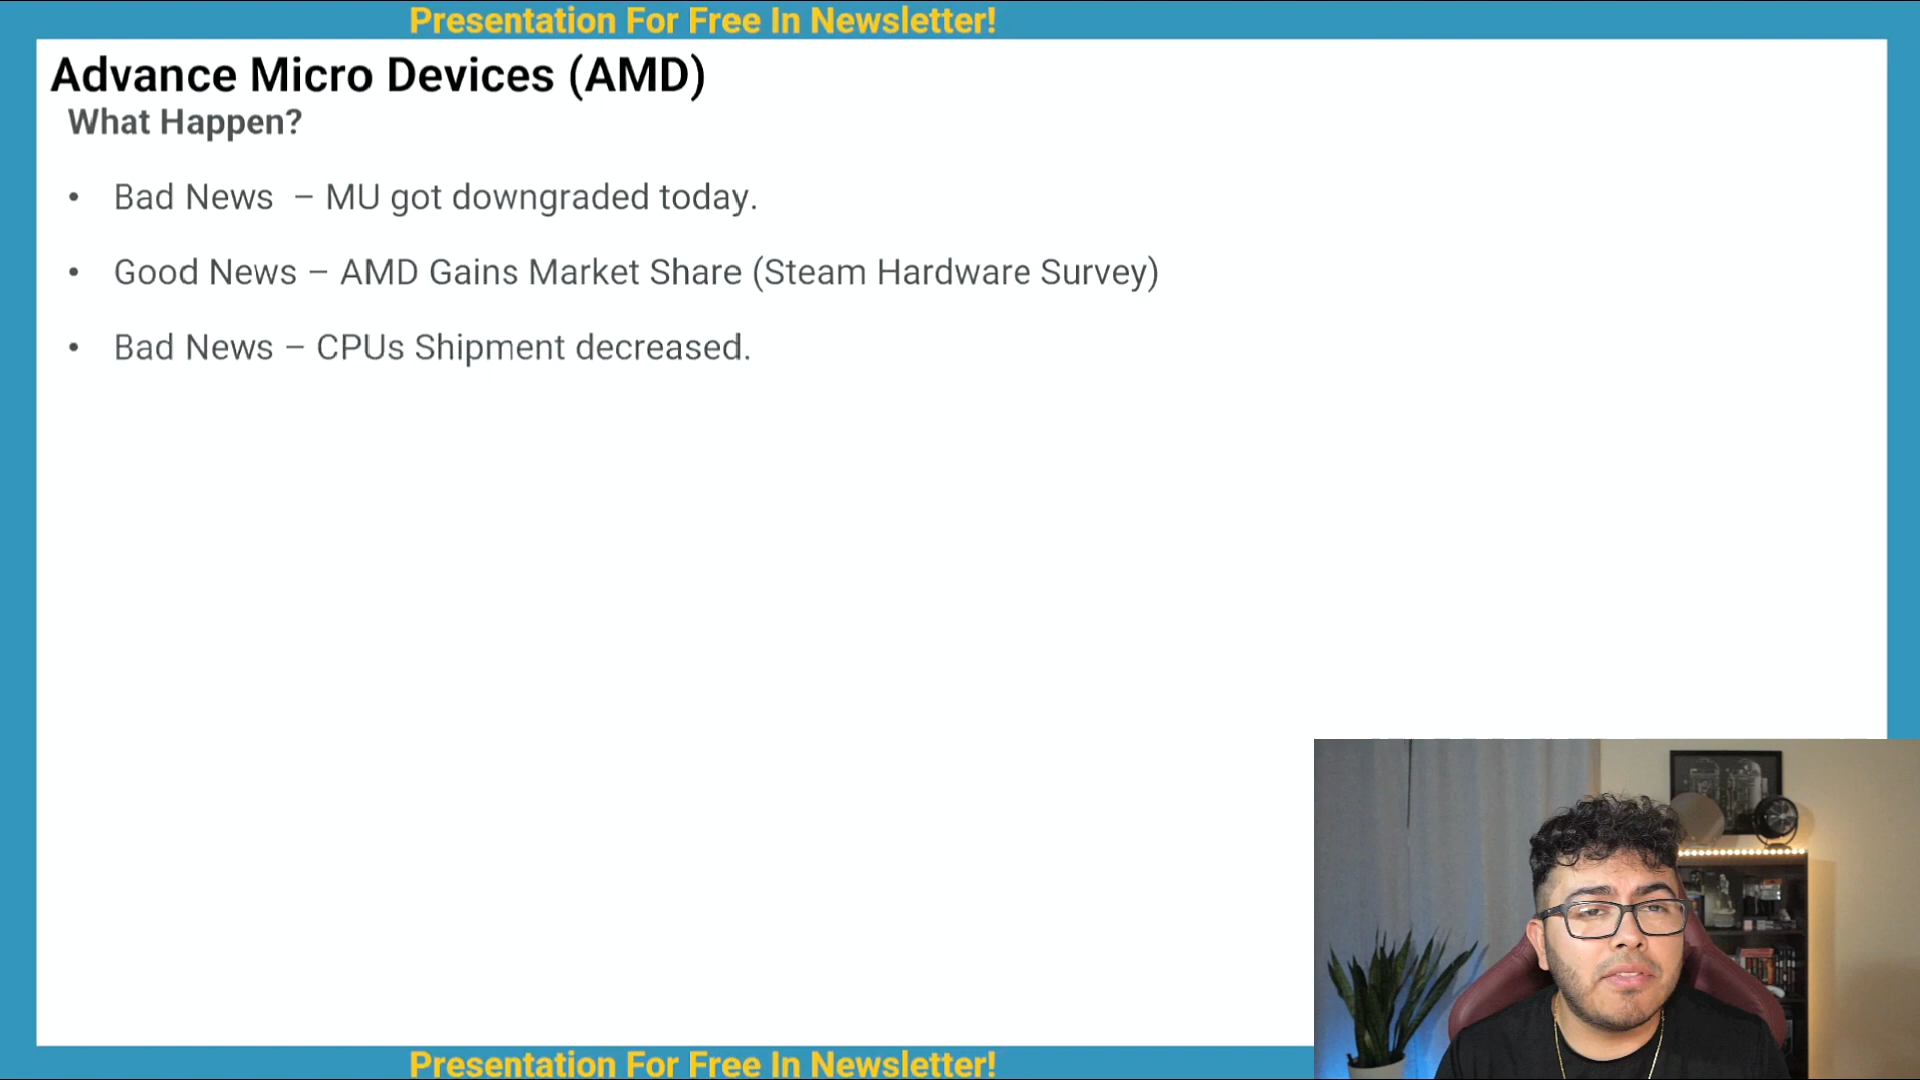 Presentation For Free In Newsletter!
Advance Micro Devices (AMD)
What Happen?
• Bad News – MU got downgraded today.
• Good News – AMD Gains Market Share (Steam Hardware Survey)
• Bad News – CPUs Shipment decreased.
Presentation For Free In Newsletter!